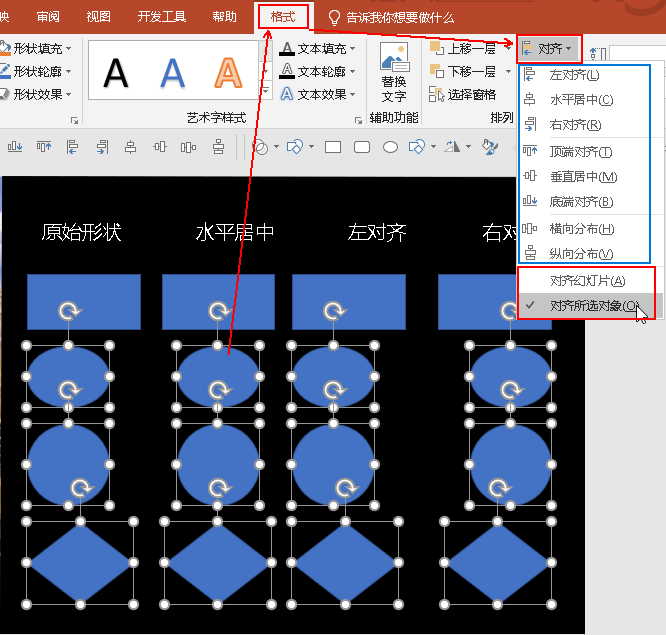 映 审阅 视图 开发工具 帮助 格式 告诉我你想要做什么
形状填充 文本填充 上移一层 对齐
形状轮廓 A A A 文本轮廓 下移一层
形状效果 文本效果 替换文字 选择窗格
艺术字样式 辅助功能 排列
左对齐(L)
水平居中(C)
右对齐(R)
顶端对齐(T)
垂直居中(M)
底端对齐(B)
横向分布(H)
纵向分布(V)
对齐幻灯片(A)
对齐所选对象(O)
原始形状 水平居中 左对齐 右对